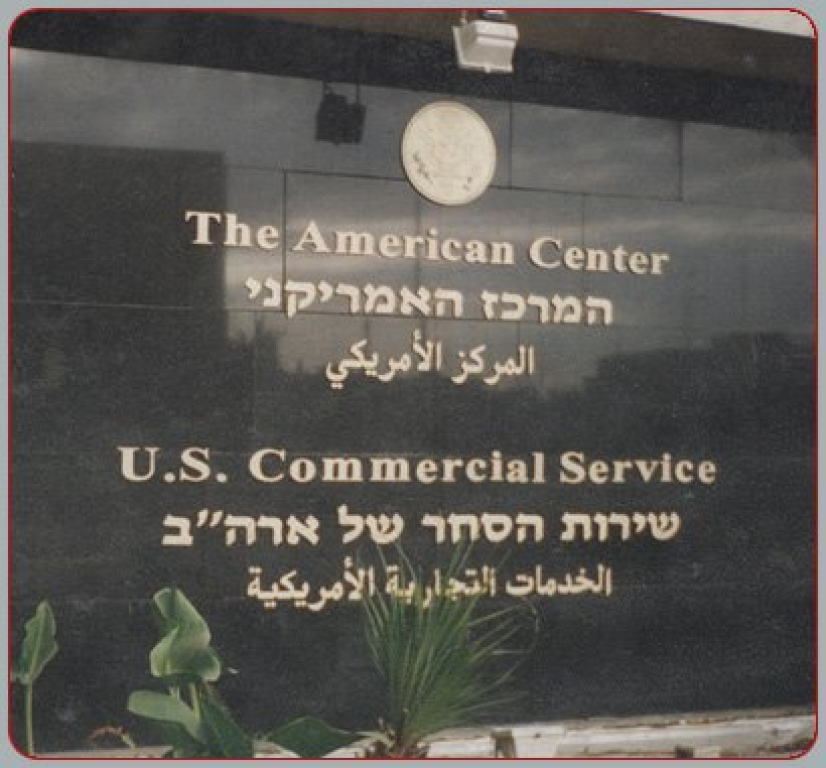 The American Center
המרכז האמריקני
المركز الأمريكي
U.S. Commercial Service
שירות הסחר של ארה״ב
الخدمات التجارية الأمريكية